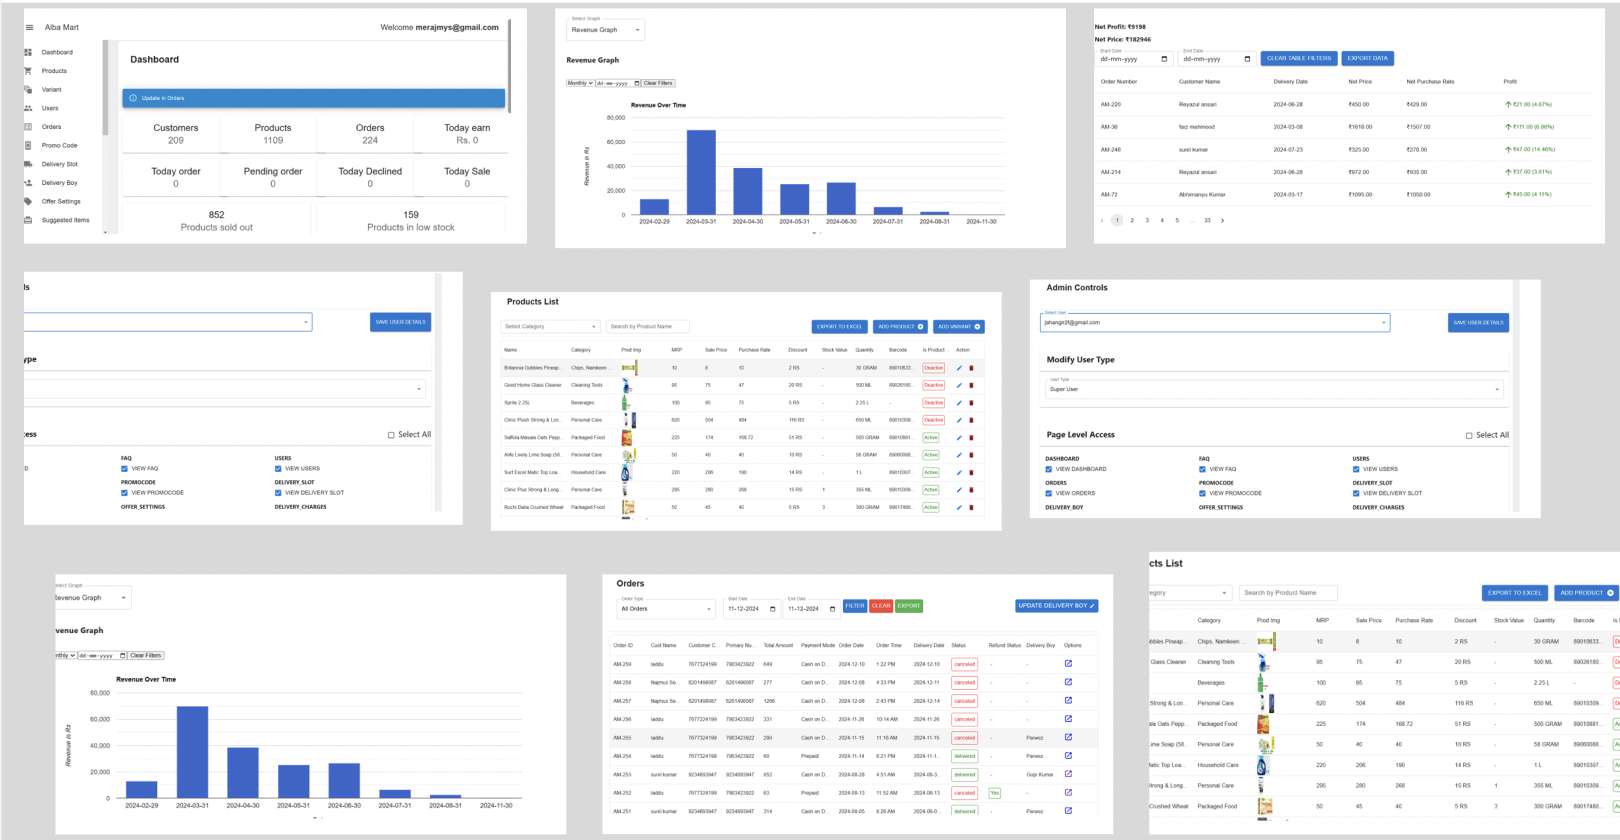 Alba Mart
Welcome merajmys@gmail.com
Dashboard
Products
Variant
Users
Orders
Promo Code
Delivery Slot
Delivery Boy
Offer Settings
Suggested Items
Dashboard
Update in Orders
Customers Products Orders Today earn
209 1109 224 Rs. 0
Today order Pending order Today Declined Today Sale
0 0 0 0
852 159
Products sold out Products in low stock
Select Graph
Revenue Graph
Revenue Graph
Monthly dd-mm-yyyy Clear Filters
Revenue Over Time
Revenue in Rs
80,000
60,000
40,000
20,000
0
2024-02-29 2024-03-31 2024-04-30 2024-05-31 2024-06-30 2024-07-31 2024-08-31 2024-11-30
Net Profit: ₹9198
Net Price: ₹182946
Start Date End Date
dd-mm-yyyy dd-mm-yyyy CLEAR TABLE FILTERS EXPORT DATA
Order Number Customer Name Delivery Date Net Price Net Purchase Rate Profit
AM-220 Reyazul ansari 2024-06-28 ₹450.00 ₹429.00 ₹21.00 (4.67%)
AM-36 faiz mahmood 2024-03-08 ₹1618.00 ₹1507.00 ₹111.00 (6.86%)
AM-246 sunil kumar 2024-07-23 ₹325.00 ₹278.00 ₹47.00 (14.46%)
AM-214 Reyazul ansari 2024-06-28 ₹972.00 ₹935.00 ₹37.00 (3.81%)
AM-72 Abhimanyu Kumar 2024-03-17 ₹1095.00 ₹1050.00 ₹45.00 (4.11%)
1 2 3 4 5 ... 33
ls
SAVE USER DETAILS
ype
ess Select All
FAQ USERS
D VIEW FAQ VIEW USERS
PROMOCODE DELIVERY_SLOT
VIEW PROMOCODE VIEW DELIVERY SLOT
OFFER_SETTINGS DELIVERY_CHARGES
Products List
Select Category Search by Product Name EXPORT TO EXCEL ADD PRODUCT ADD VARIANT
Name Category Prod Img MRP Sale Price Purchase Rate Discount Stock Value Quantity Barcode Is Product ... Action
Britannia Gobbles Pineap... Chips, Namkeen ... 10 8 10 2 RS - 30 GRAM 89010633... Deactive
Good Home Glass Cleaner Cleaning Tools 95 75 47 20 RS - 500 ML 89026180... Deactive
Sprite 2.25L Beverages 100 95 75 5 RS - 2.25 L - Deactive
Clinic Plush Strong & Lon... Personal Care 620 504 484 116 RS - 650 ML 89010309... Deactive
Saffola Masala Oats Pepp... Packaged Food 225 174 168.72 51 RS - 500 GRAM 89010881... Active
Personal Care 50 40 40 10 RS - 58 GRAM 89060088... Active
Surf Excel Matic Top Loa... Household Care 220 206 190 14 RS - 1 L 89010307... Active
Clinic Plus Strong & Long... Personal Care 295 280 268 15 RS 1 355 ML 89010309... Active
Ruchi Dalia Crushed Wheat Packaged Food 50 45 40 5 RS 3 300 GRAM 89017480... Active
Admin Controls
Select User
jahangir2f@gmail.com SAVE USER DETAILS
Modify User Type
User Type
Super User
Page Level Access Select All
DASHBOARD FAQ USERS
VIEW DASHBOARD VIEW FAQ VIEW USERS
ORDERS PROMOCODE DELIVERY_SLOT
VIEW ORDERS VIEW PROMOCODE VIEW DELIVERY SLOT
DELIVERY_BOY OFFER_SETTINGS DELIVERY_CHARGES
elect Graph
evenue Graph
venue Graph
nthly dd-mm-yyyy Clear Filters
Revenue Over Time
Revenue in Rs
80,000
60,000
40,000
20,000
0
2024-02-29 2024-03-31 2024-04-30 2024-05-31 2024-06-30 2024-07-31 2024-08-31 2024-11-30
Orders
Order Type Start Date End Date
All Orders 11-12-2024 11-12-2024 FILTER CLEAR EXPORT UPDATE DELIVERY BOY
Order ID Cust Name Customer C... Primary Nu... Total Amount Payment Mode Order Date Order Time Delivery Date Status Refund Status Delivery Boy Options
AM-259 laddu 7677324199 7903423922 649 Cash on D... 2024-12-10 1:22 PM 2024-12-10 canceled - -
AM-258 Najmus Se... 6201498087 6201498087 277 Cash on D... 2024-12-08 4:33 PM 2024-12-11 canceled - -
AM-257 Najmus Se... 6201498087 6201498087 1266 Cash on D... 2024-12-08 2:43 PM 2024-12-14 canceled - -
AM-256 laddu 7677324199 7903423922 331 Cash on D... 2024-11-26 10:14 AM 2024-11-26 canceled - -
AM-255 laddu 7677324199 7903423922 290 Cash on D... 2024-11-15 11:16 AM 2024-11-15 canceled - Parwez
AM-254 laddu 7677324199 7903423922 60 Prepaid 2024-11-14 8:21 PM 2024-11-1... delivered - Parwez
AM-253 sunil kumar 9234893947 9234893947 652 Cash on D... 2024-08-28 4:51 AM 2024-08-3... delivered - Gopi Kumar
AM-252 laddu 7677324199 7903423922 63 Prepaid 2024-08-13 11:52 AM 2024-08-13 canceled Yes -
AM-251 sunil kumar 9234893947 9234893947 314 Cash on D... 2024-08-05 8:26 AM 2024-08-0... delivered - Parwez
cts List
egory Search by Product Name EXPORT TO EXCEL ADD PRODUCT
Category Prod Img MRP Sale Price Purchase Rate Discount Stock Value Quantity Barcode Is
bbles Pineap... Chips, Namkeen ... 10 8 10 2 RS - 30 GRAM 89010633... D
Glass Cleaner Cleaning Tools 95 75 47 20 RS - 500 ML 89026180... D
Beverages 100 95 75 5 RS - 2.25 L - D
Strong & Lon... Personal Care 620 504 484 116 RS - 650 ML 89010309... D
ala Oats Pepp... Packaged Food 225 174 168.72 51 RS - 500 GRAM 89010881... A
ime Soap (58... Personal Care 50 40 40 10 RS - 58 GRAM 89060088... A
Matic Top Loa... Household Care 220 206 190 14 RS - 1 L 89010307... A
trong & Long... Personal Care 295 280 268 15 RS 1 355 ML 89010309... A
Crushed Wheat Packaged Food 50 45 40 5 RS 3 300 GRAM 89017480... A